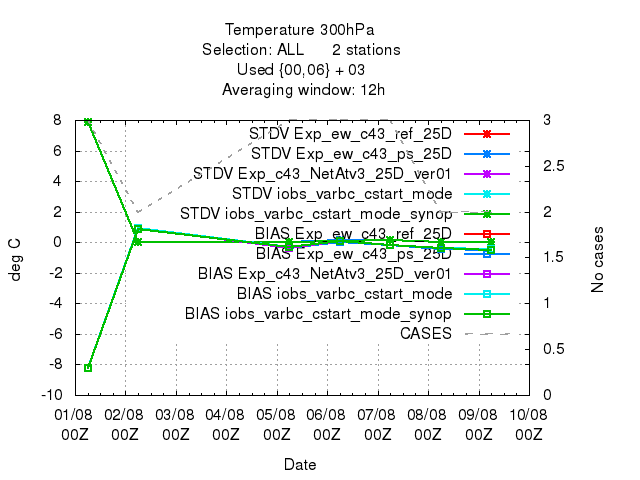 Temperature 300hPa
Selection: ALL 2 stations
Used {00,06} + 03
Averaging window: 12h
8
6
4
2
0
-2
-4
-6
-8
-10
deg C
3
2.5
2
1.5
1
0.5
0
No cases
STDV Exp_ew_c43_ref_25D
STDV Exp_ew_c43_ps_25D
STDV Exp_c43_NetAtv3_25D_ver01
STDV iobs_varbc_cstart_mode
STDV iobs_varbc_cstart_mode_synop
BIAS Exp_ew_c43_ref_25D
BIAS Exp_ew_c43_ps_25D
BIAS Exp_c43_NetAtv3_25D_ver01
BIAS iobs_varbc_cstart_mode
BIAS iobs_varbc_cstart_mode_synop
CASES
01/08 02/08 03/08 04/08 05/08 06/08 07/08 08/08 09/08 10/08
00Z 00Z 00Z 00Z 00Z 00Z 00Z 00Z 00Z 00Z
Date